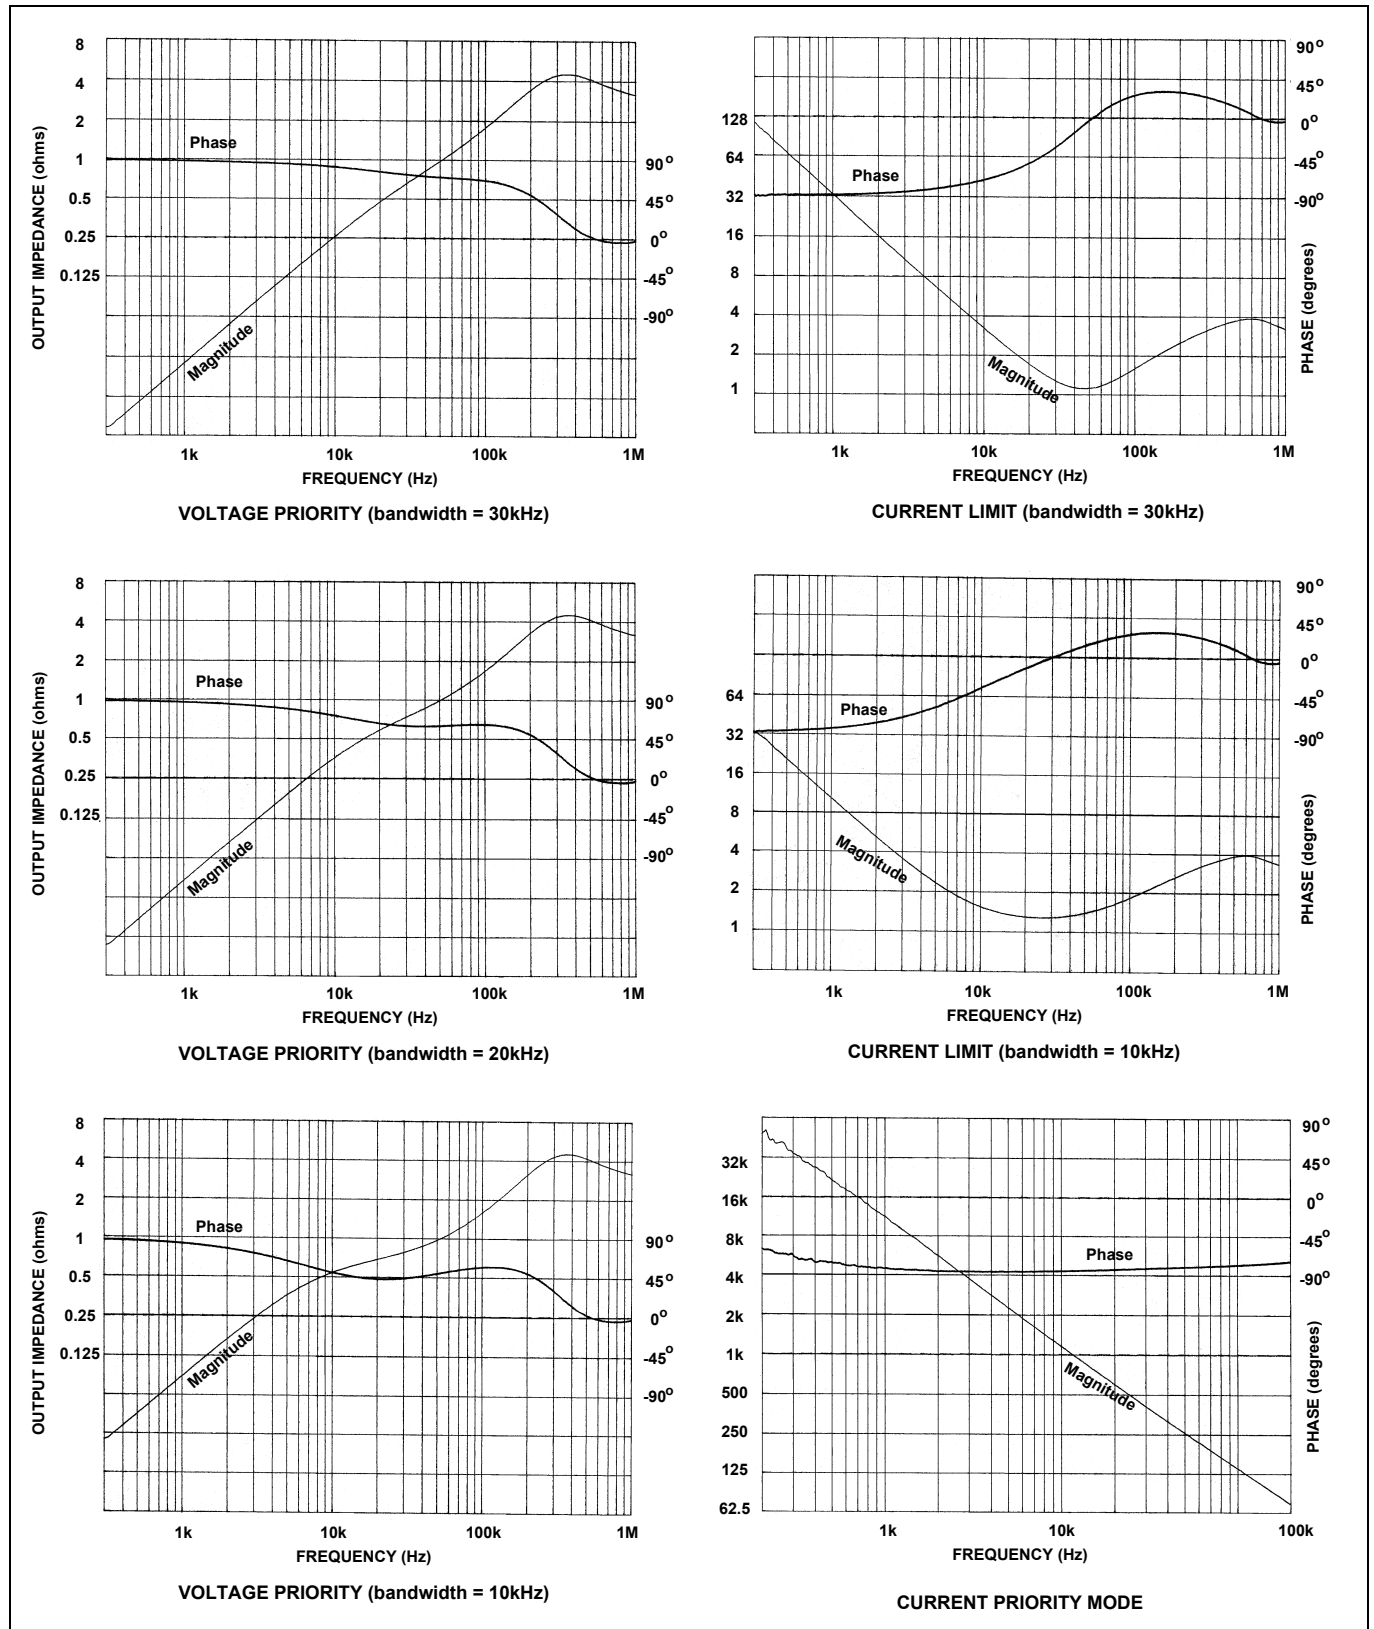 8
4
2
1
0.5
0.25
0.125
OUTPUT IMPEDANCE (ohms)
Phase
Magnitude
90°
45°
0°
-45°
-90°
1k 10k 100k 1M
FREQUENCY (Hz)
VOLTAGE PRIORITY (bandwidth = 30kHz)
128
64
32
16
8
4
2
1
Phase
Magnitude
90°
45°
0°
-45°
-90°
PHASE (degrees)
1k 10k 100k 1M
FREQUENCY (Hz)
CURRENT LIMIT (bandwidth = 30kHz)
8
4
2
1
0.5
0.25
0.125
OUTPUT IMPEDANCE (ohms)
Phase
Magnitude
90°
45°
0°
-45°
-90°
1k 10k 100k 1M
FREQUENCY (Hz)
VOLTAGE PRIORITY (bandwidth = 20kHz)
64
32
16
8
4
2
1
Phase
Magnitude
90°
45°
0°
-45°
-90°
PHASE (degrees)
1k 10k 100k 1M
FREQUENCY (Hz)
CURRENT LIMIT (bandwidth = 10kHz)
8
4
2
1
0.5
0.25
0.125
OUTPUT IMPEDANCE (ohms)
Phase
Magnitude
90°
45°
0°
-45°
-90°
1k 10k 100k 1M
FREQUENCY (Hz)
VOLTAGE PRIORITY (bandwidth = 10kHz)
32k
16k
8k
4k
2k
1k
500
250
125
62.5
Phase
Magnitude
90°
45°
0°
-45°
-90°
PHASE (degrees)
1k 10k 100k
FREQUENCY (Hz)
CURRENT PRIORITY MODE